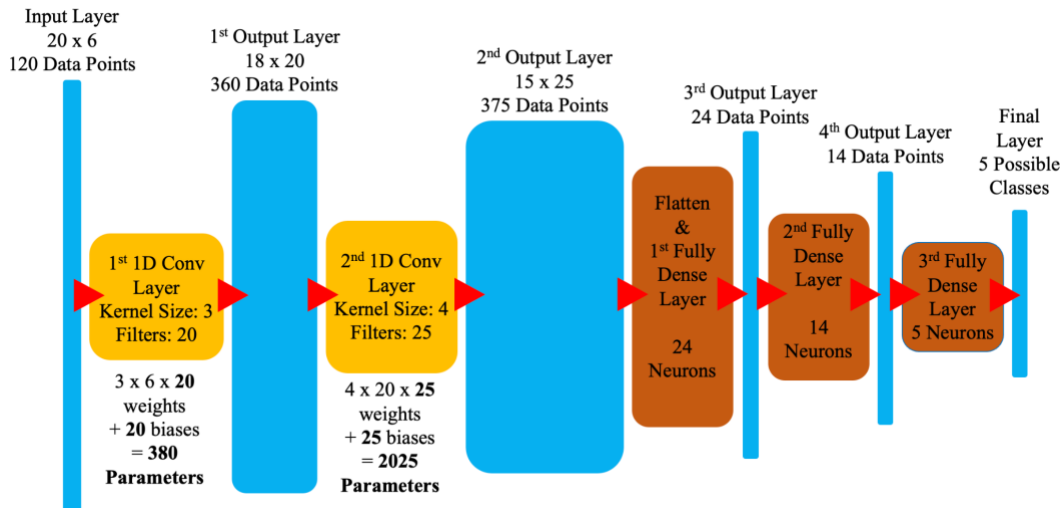 Input Layer
20 x 6
120 Data Points
1st 1D Conv
Layer
Kernel Size: 3
Filters: 20
3 x 6 x 20
weights
+ 20 biases
= 380
Parameters
1st Output Layer
18 x 20
360 Data Points
2nd 1D Conv
Layer
Kernel Size: 4
Filters: 25
4 x 20 x 25
weights
+ 25 biases
= 2025
Parameters
2nd Output Layer
15 x 25
375 Data Points
Flatten
&
1st Fully
Dense
Layer
24
Neurons
3rd Output Layer
24 Data Points
2nd Fully
Dense
Layer
14
Neurons
4th Output Layer
14 Data Points
3rd Fully
Dense
Layer
5 Neurons
Final
Layer
5 Possible
Classes